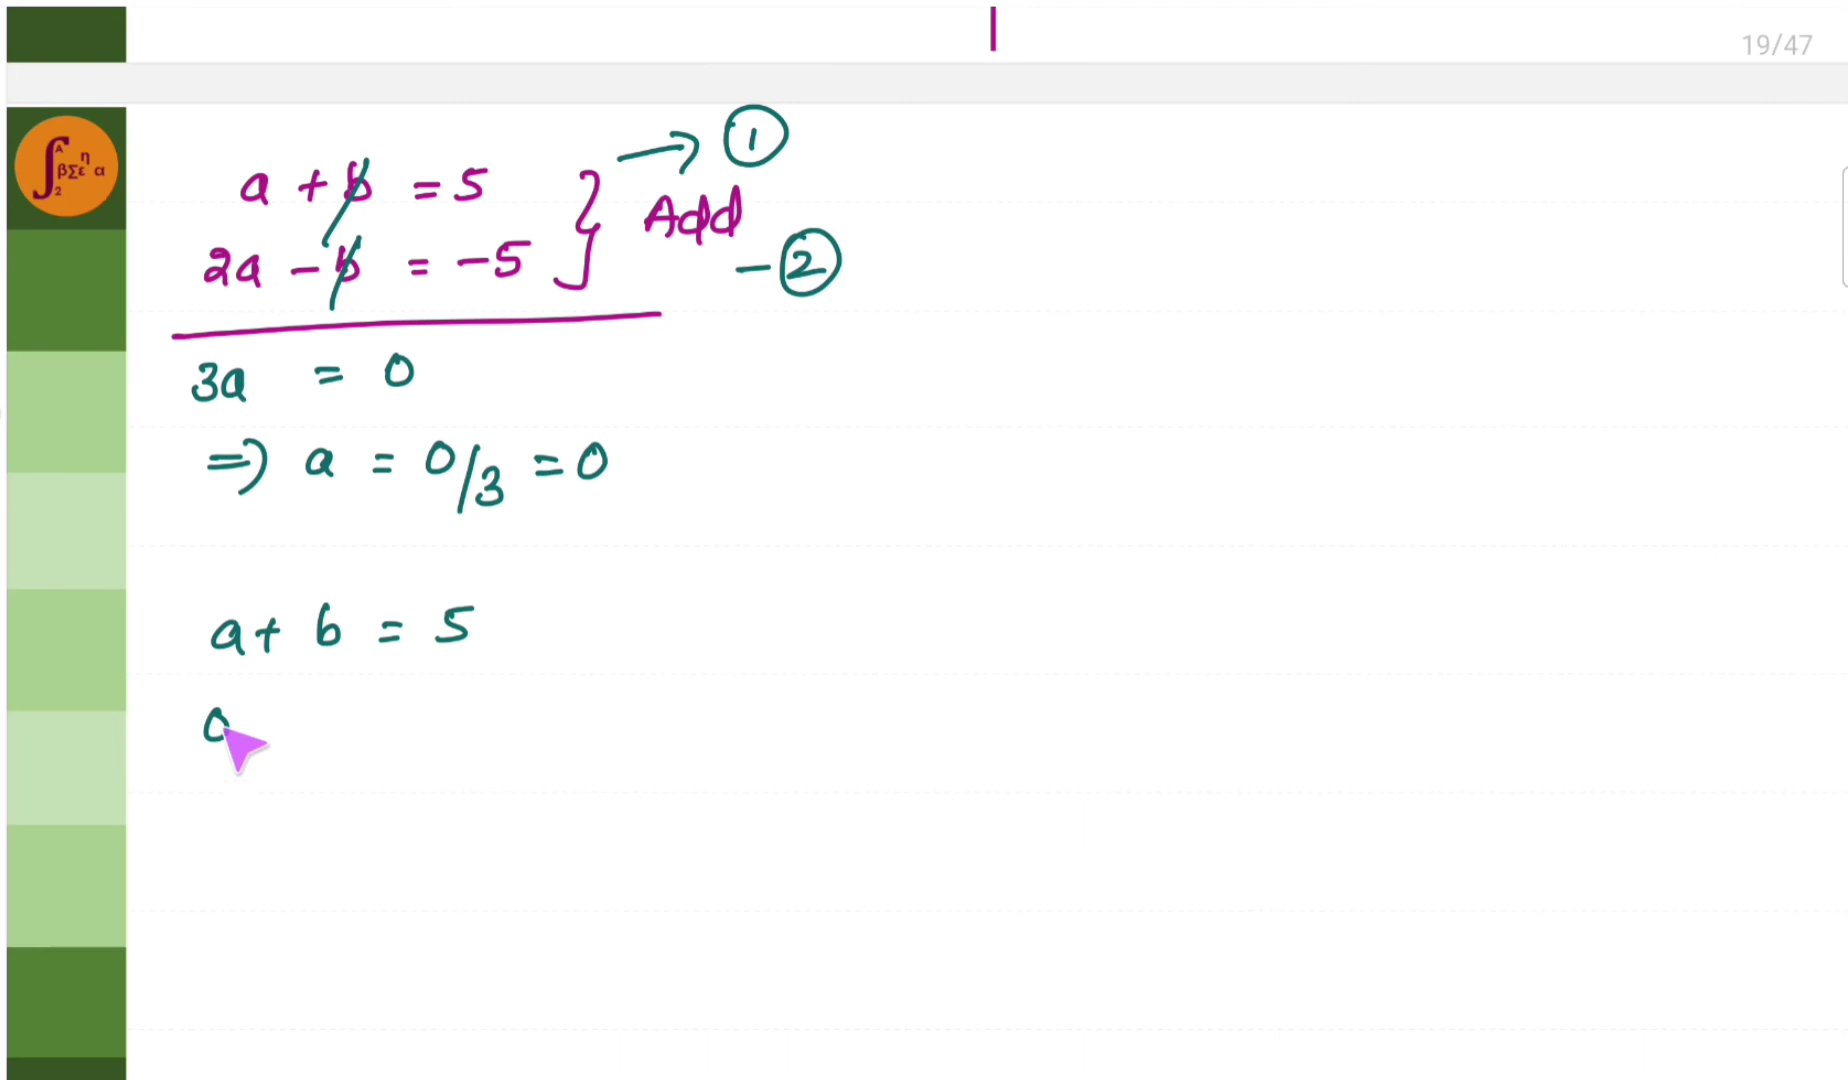 19/47
a + b = 5 } → ①
Add
2a - b = -5 - ②
3a = 0
⇒ a = 0/3 = 0
a + b = 5
0